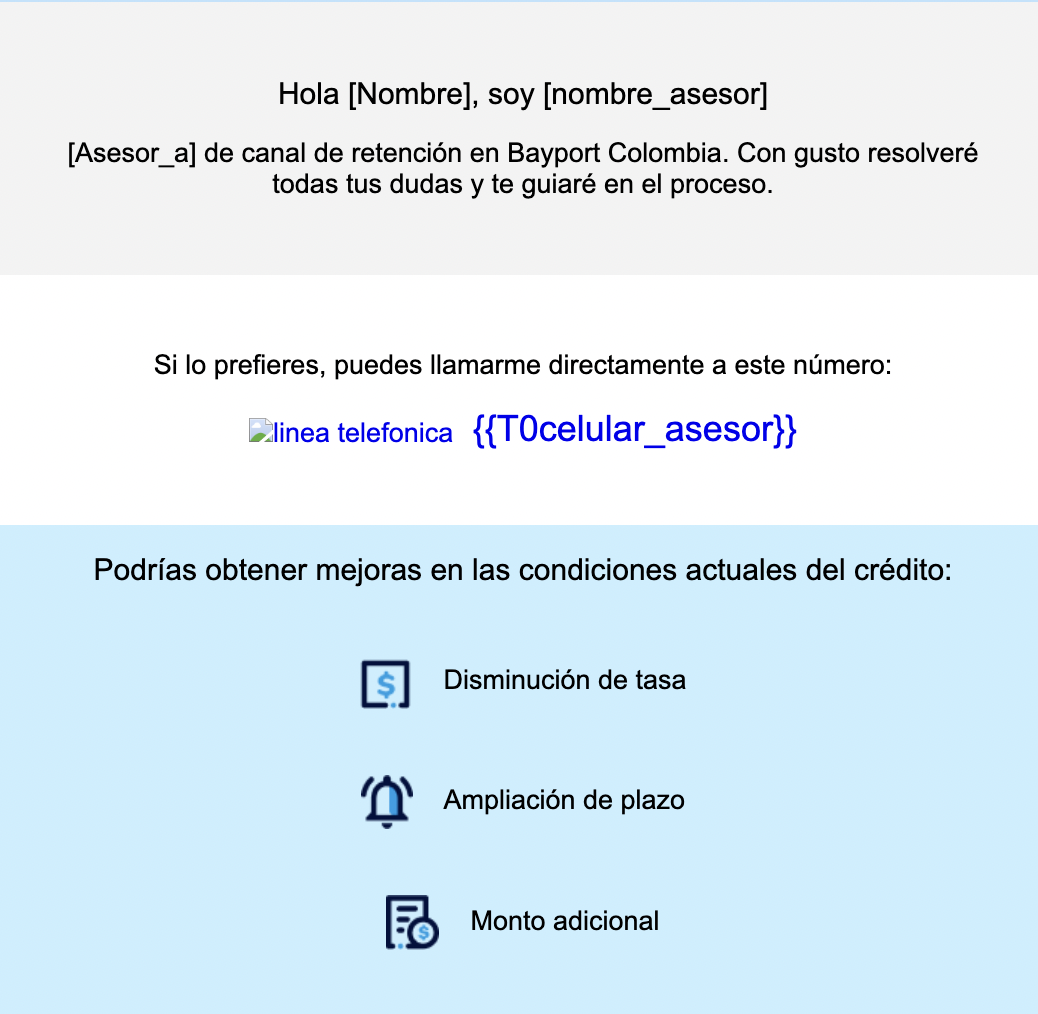 Hola [Nombre], soy [nombre_asesor]
[Asesor_a] de canal de retención en Bayport Colombia. Con gusto resolveré
todas tus dudas y te guiaré en el proceso.
Si lo prefieres, puedes llamarme directamente a este número:
linea telefonica {{T0celular_asesor}}
Podrías obtener mejoras en las condiciones actuales del crédito:
$ Disminución de tasa
Ampliación de plazo
$ Monto adicional